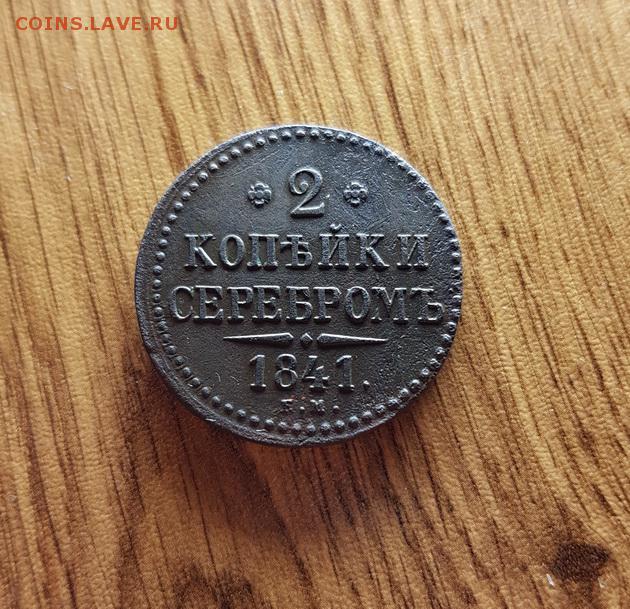 COINS.LAVE.RU
2
КОПѢЙКИ
СЕРЕБРОМЪ
1841.
Е.М.